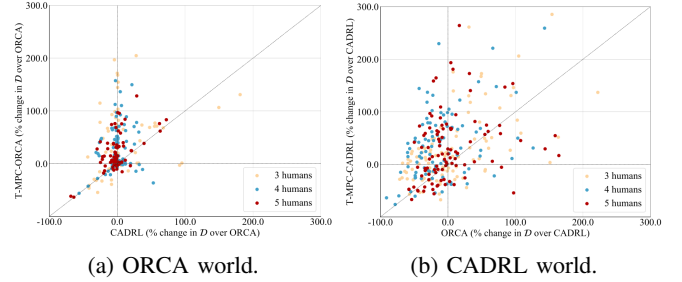 300.0
200.0
100.0
0.0
-100.0
-100.0
0.0
100.0
200.0
300.0
T-MPC-ORCA (% change in D over ORCA)
CADRL (% change in D over ORCA)
3 humans
4 humans
5 humans
(a) ORCA world.
300.0
200.0
100.0
0.0
-100.0
-100.0
0.0
100.0
200.0
300.0
T-MPC-CADRL (% change in D over CADRL)
ORCA (% change in D over CADRL)
3 humans
4 humans
5 humans
(b) CADRL world.